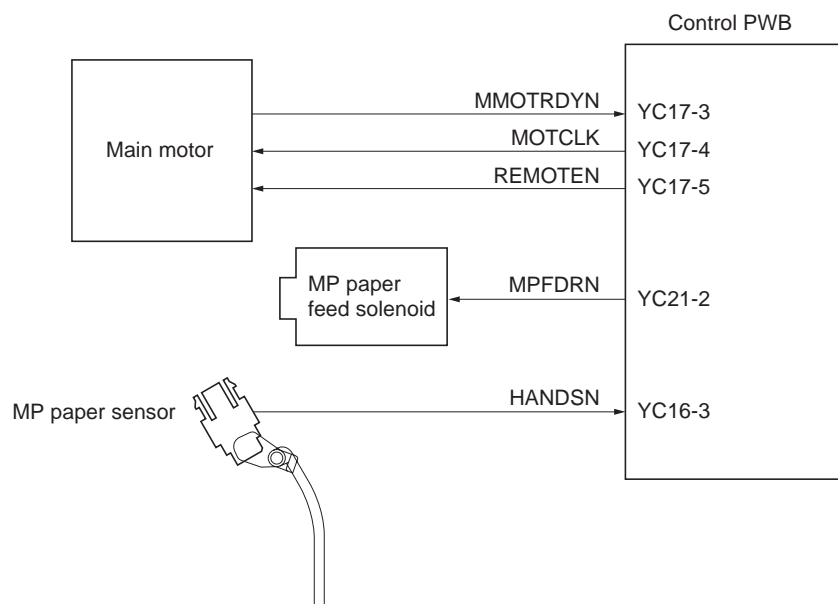 Control PWB
MMOTRDYN
YC17-3
Main motor
MOTCLK
YC17-4
REMOTEN
YC17-5
MP paper
feed solenoid
MPFDRN
YC21-2
MP paper sensor
HANDSN
YC16-3